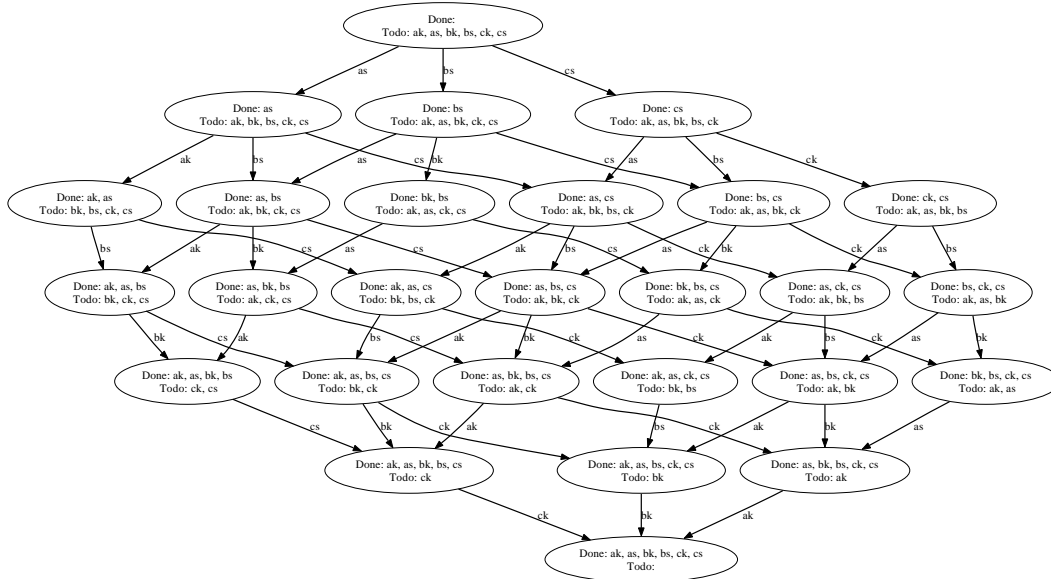 Done:
Todo: ak, as, bk, bs, ck, cs
as
bs
cs
Done: as
Todo: ak, bk, bs, ck, cs
Done: bs
Todo: ak, as, bk, ck, cs
Done: cs
Todo: ak, as, bk, bs, ck
ak
bs
cs
as
bk
cs
as
bs
ck
Done: ak, as
Todo: bk, bs, ck, cs
Done: as, bs
Todo: ak, bk, ck, cs
Done: bk, bs
Todo: ak, as, ck, cs
Done: as, cs
Todo: ak, bk, bs, ck
Done: bs, cs
Todo: ak, as, bk, ck
Done: ck, cs
Todo: ak, as, bk, bs
bs
cs
ak
bk
cs
as
cs
ak
bs
ck
as
bk
ck
as
bs
Done: ak, as, bs
Todo: bk, ck, cs
Done: as, bk, bs
Todo: ak, ck, cs
Done: ak, as, cs
Todo: bk, bs, ck
Done: as, bs, cs
Todo: ak, bk, ck
Done: bk, bs, cs
Todo: ak, as, ck
Done: as, ck, cs
Todo: ak, bk, bs
Done: bs, ck, cs
Todo: ak, as, bk
bk
cs
ak
cs
bs
ck
ak
bk
ck
as
ck
ak
bs
as
bk
Done: ak, as, bk, bs
Todo: ck, cs
Done: ak, as, bs, cs
Todo: bk, ck
Done: as, bk, bs, cs
Todo: ak, ck
Done: ak, as, ck, cs
Todo: bk, bs
Done: as, bs, ck, cs
Todo: ak, bk
Done: bk, bs, ck, cs
Todo: ak, as
cs
bk
ck
ak
ck
bs
ak
bk
as
Done: ak, as, bk, bs, cs
Todo: ck
Done: ak, as, bs, ck, cs
Todo: bk
Done: as, bk, bs, ck, cs
Todo: ak
ck
bk
ak
Done: ak, as, bk, bs, ck, cs
Todo: